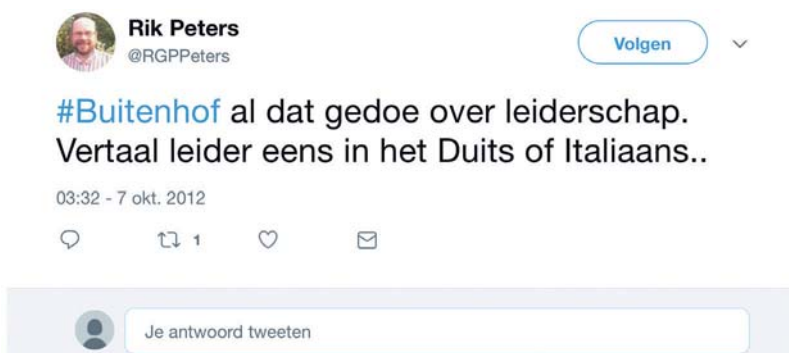 Rik Peters
@RGPPeters
Volgen
#Buitenhof al dat gedoe over leiderschap.
Vertaal leider eens in het Duits of Italiaans..
03:32 - 7 okt. 2012
1
Je antwoord tweeten